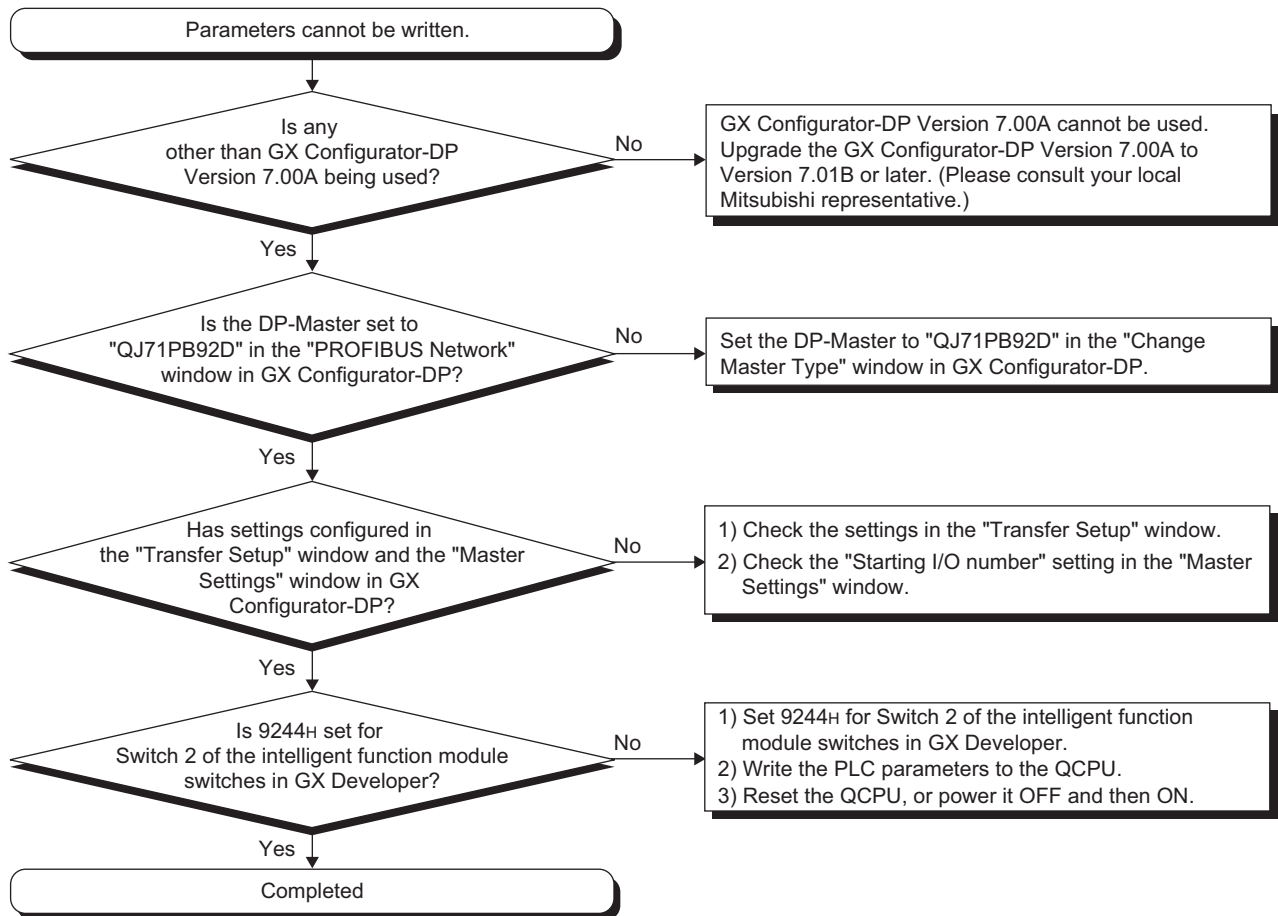 Parameters cannot be written.
Is any
other than GX Configurator-DP
Version 7.00A being used?
No
GX Configurator-DP Version 7.00A cannot be used.
Upgrade the GX Configurator-DP Version 7.00A to
Version 7.01B or later. (Please consult your local
Mitsubishi representative.)
Yes
Is the DP-Master set to
"QJ71PB92D" in the "PROFIBUS Network"
window in GX Configurator-DP?
No
Set the DP-Master to "QJ71PB92D" in the "Change
Master Type" window in GX Configurator-DP.
Yes
Has settings configured in
the "Transfer Setup" window and the "Master
Settings" window in GX
Configurator-DP?
No
1) Check the settings in the "Transfer Setup" window.
2) Check the "Starting I/O number" setting in the "Master
Settings" window.
Yes
Is 9244H set for
Switch 2 of the intelligent function module
switches in GX Developer?
No
1) Set 9244H for Switch 2 of the intelligent function
module switches in GX Developer.
2) Write the PLC parameters to the QCPU.
3) Reset the QCPU, or power it OFF and then ON.
Yes
Completed